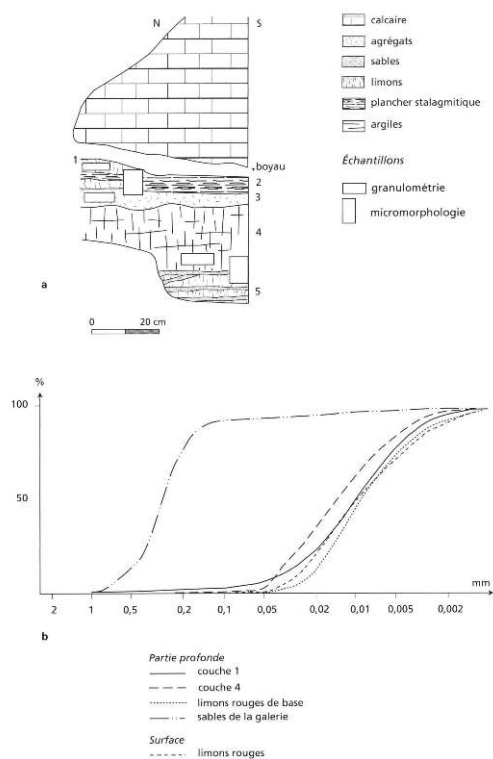 N
S
calcaire
agrégats
sables
limons
plancher stalagmitique
argiles
Échantillons
granulométrie
micromorphologie
boyau
1
2
3
4
5
a
0 20 cm
%
100
50
mm
2 1 0,5 0,2 0,1 0,05 0,02 0,01 0,005 0,002
b
Partie profonde
couche 1
couche 4
limons rouges de base
sables de la galerie
Surface
limons rouges